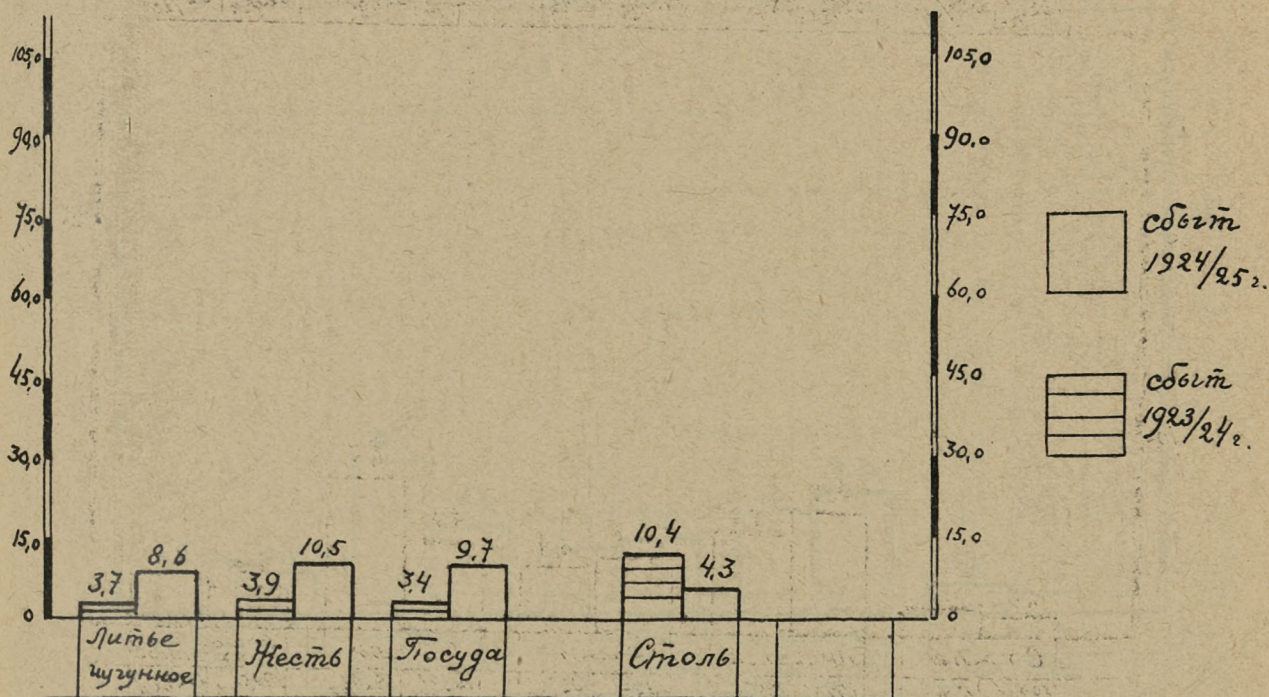 105,0
90,0
75,0
60,0
45,0
30,0
15,0
0
105,0
90,0
75,0
60,0
45,0
30,0
15,0
0
сбыт
1924/25 г.
сбыт
1923/24 г.
3,7
8,6
3,9
10,5
3,4
9,7
10,4
4,3
Литье
чугунное
Жесть
Посуда
Столь